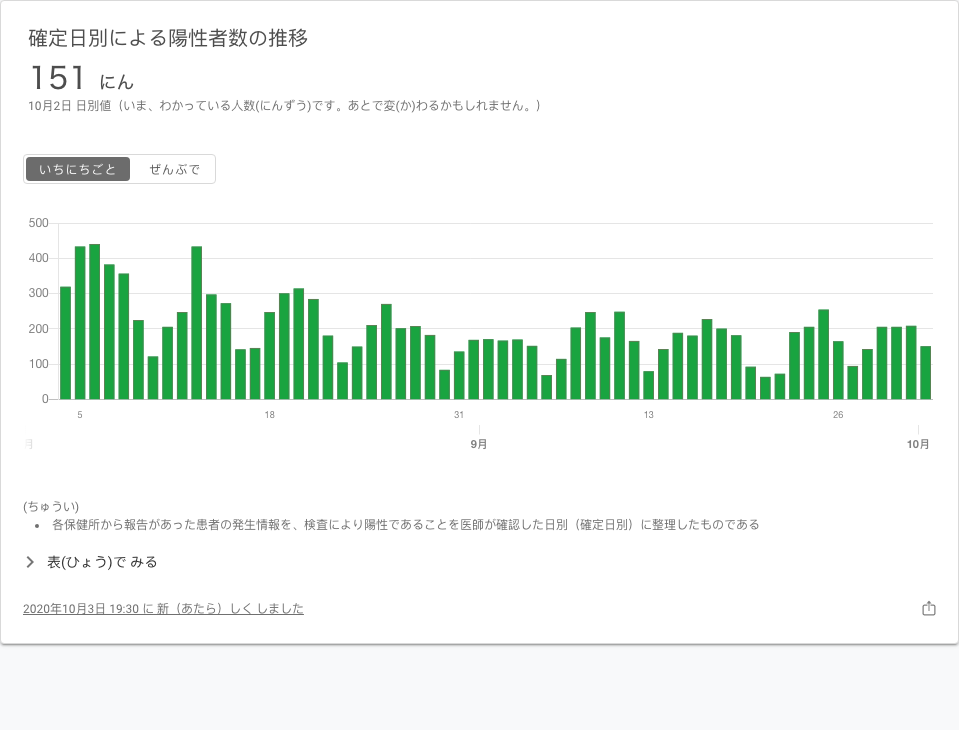 確定日別による陽性者数の推移
151 にん
10月2日 日別値（いま、わかっている人数(にんずう)です。あとで変(か)わるかもしれません。）
いちにちごと ぜんぶで
500
400
300
200
100
0
5 18 31 13 26
月 9月 10月
(ちゅうい)
• 各保健所から報告があった患者の発生情報を、検査により陽性であることを医師が確認した日別（確定日別）に整理したものである
表(ひょう)で みる
2020年10月3日 19:30 に 新（あたら）しく しました